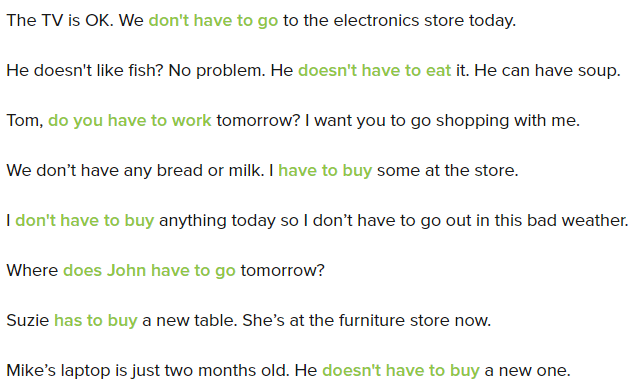 The TV is OK. We don't have to go to the electronics store today.
He doesn't like fish? No problem. He doesn't have to eat it. He can have soup.
Tom, do you have to work tomorrow? I want you to go shopping with me.
We don’t have any bread or milk. I have to buy some at the store.
I don't have to buy anything today so I don’t have to go out in this bad weather.
Where does John have to go tomorrow?
Suzie has to buy a new table. She’s at the furniture store now.
Mike’s laptop is just two months old. He doesn't have to buy a new one.